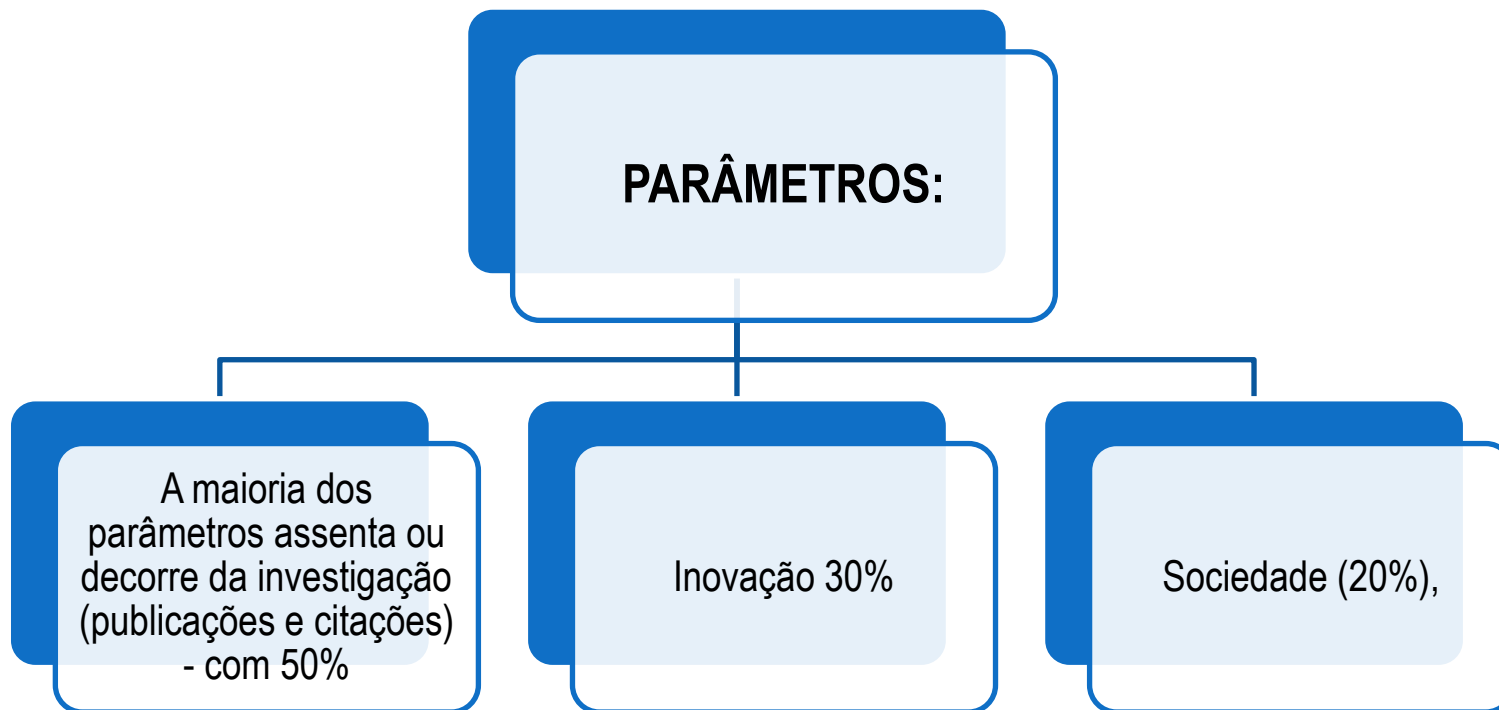 PARÂMETROS:
A maioria dos
parâmetros assenta ou
decorre da investigação
(publicações e citações)
- com 50%
Inovação 30%
Sociedade (20%),